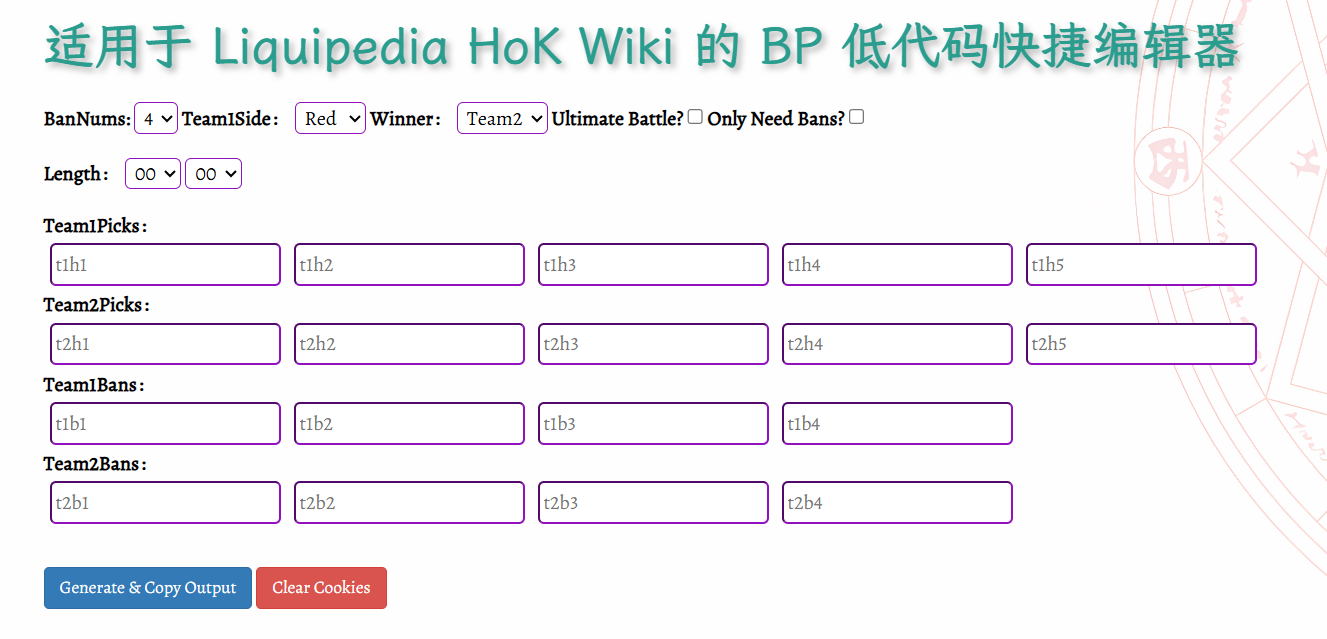 适用于 Liquipedia HoK Wiki 的 BP 低代码快捷编辑器
BanNums: 4 Team1Side: Red Winner: Team2 Ultimate Battle? Only Need Bans?
Length: 00 00
Team1Picks:
t1h1 t1h2 t1h3 t1h4 t1h5
Team2Picks:
t2h1 t2h2 t2h3 t2h4 t2h5
Team1Bans:
t1b1 t1b2 t1b3 t1b4
Team2Bans:
t2b1 t2b2 t2b3 t2b4
Generate & Copy Output Clear Cookies